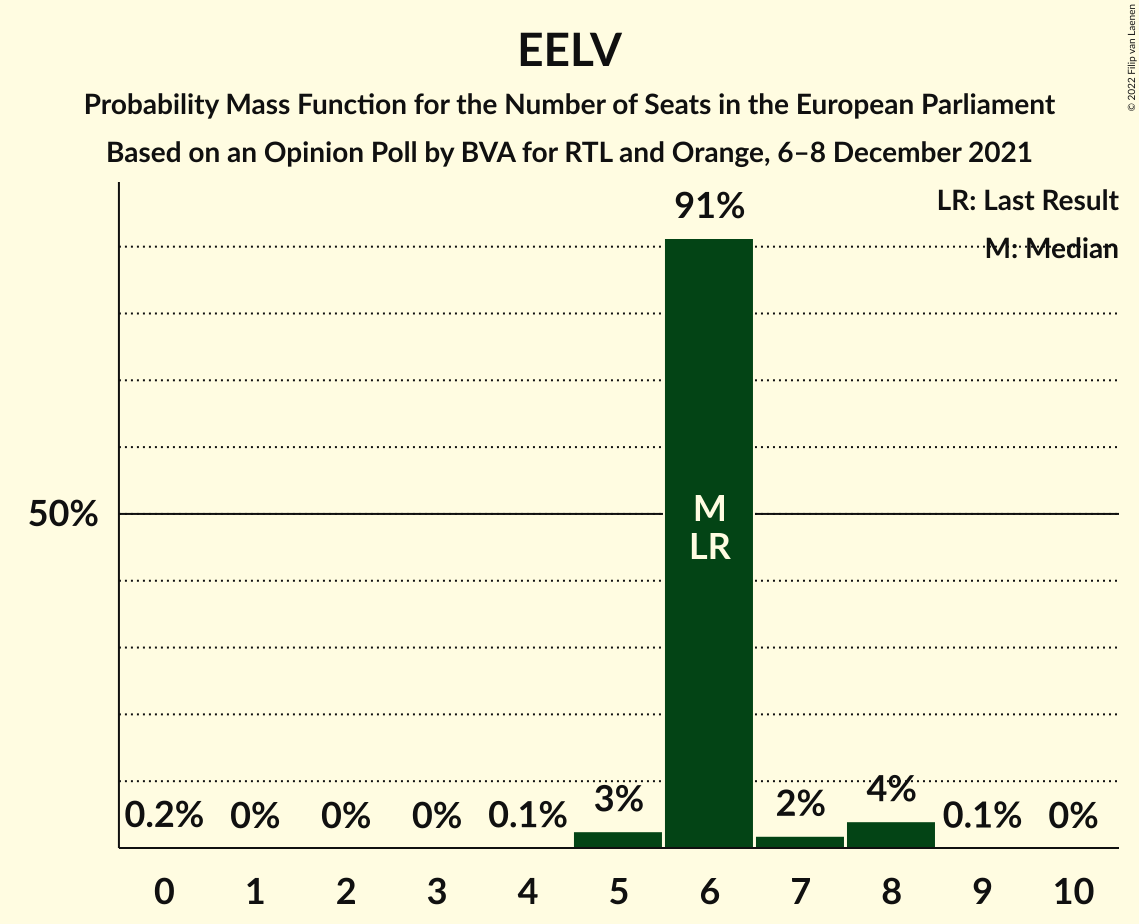 EELV
Probability Mass Function for the Number of Seats in the European Parliament
Based on an Opinion Poll by BVA for RTL and Orange, 6–8 December 2021
© 2022 Filip van Laenen
LR: Last Result
M: Median
91%
50%
M
LR
0.2% 0% 0% 0% 0.1% 3% 2% 4% 0.1% 0%
0 1 2 3 4 5 6 7 8 9 10